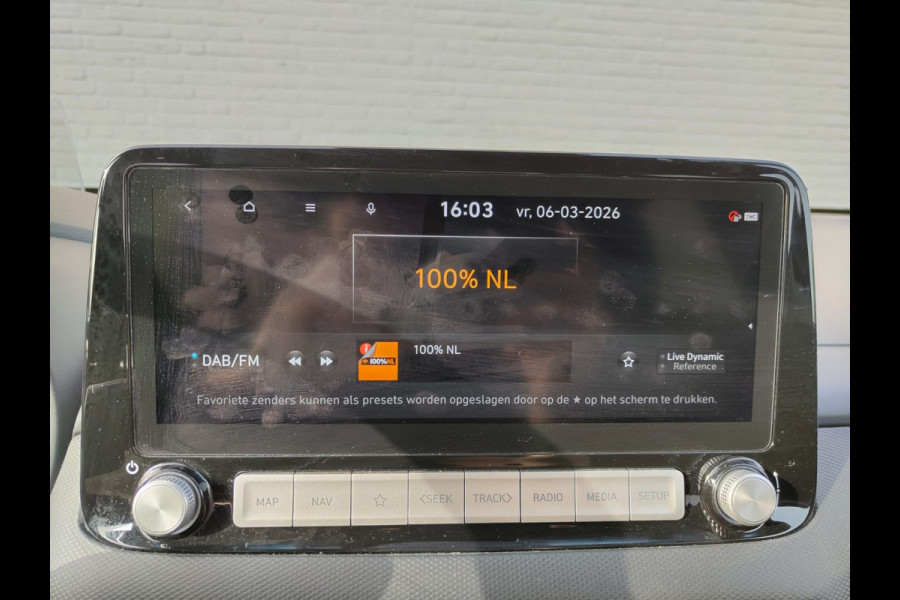 16:03 vr, 06-03-2026
100% NL
DAB/FM
100%NL
100% NL
Live Dynamic
Reference
Favoriete zenders kunnen als presets worden opgeslagen door op de ★ op het scherm te drukken.
MAP NAV ☆ <SEEK TRACK> RADIO MEDIA SETUP